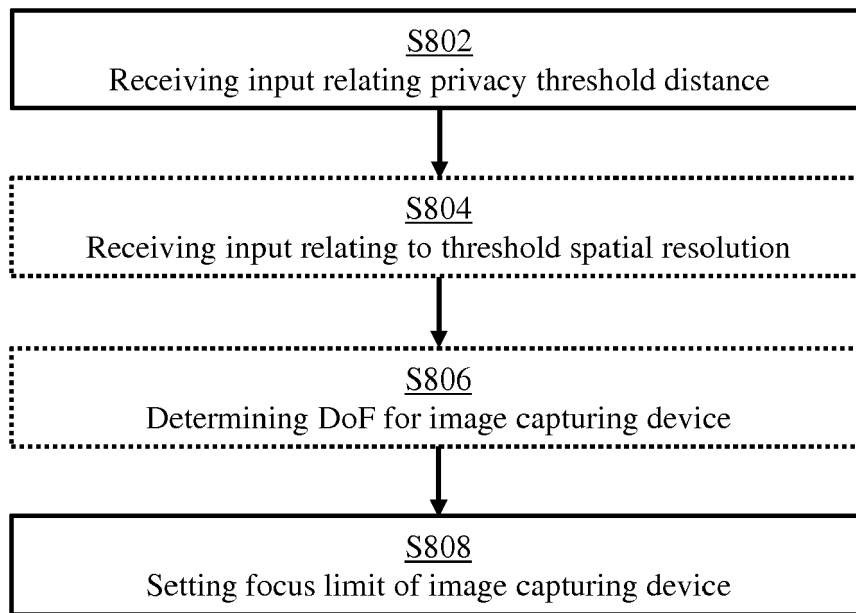 S802
Receiving input relating privacy threshold distance
S804
Receiving input relating to threshold spatial resolution
S806
Determining DoF for image capturing device
S808
Setting focus limit of image capturing device